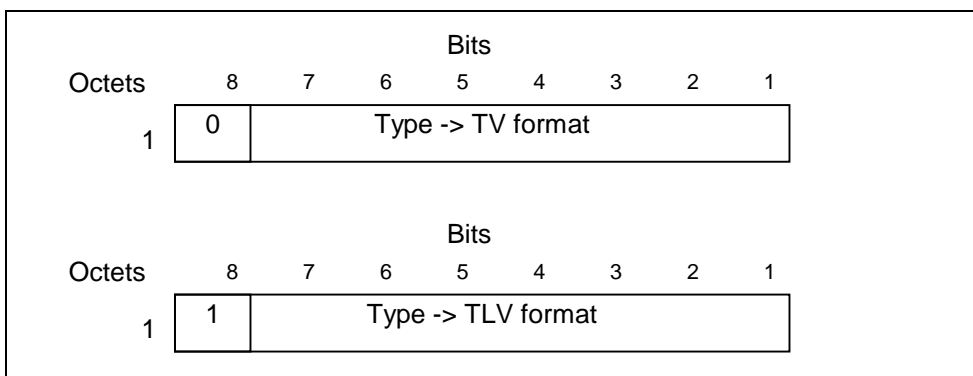 Bits
Octets 8 7 6 5 4 3 2 1
1 0 Type -> TV format
Bits
Octets 8 7 6 5 4 3 2 1
1 1 Type -> TLV format